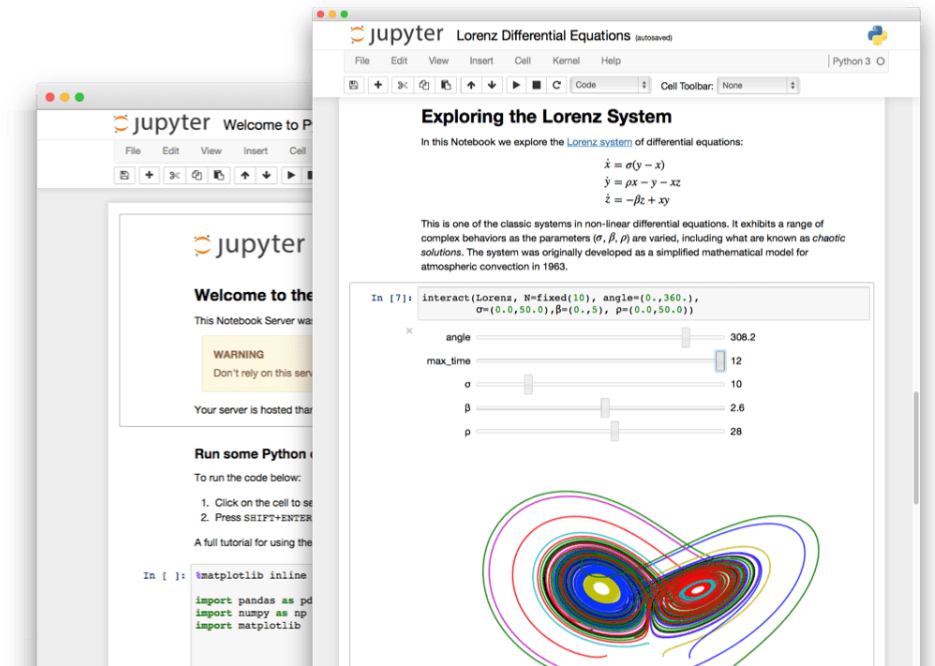 jupyter Lorenz Differential Equations (autosaved)
File Edit View Insert Cell Kernel Help Python 3
Code Cell Toolbar: None
Exploring the Lorenz System
In this Notebook we explore the Lorenz system of differential equations:
ẋ = σ(y − x)
ẏ = ρx − y − xz
ż = −βz + xy
This is one of the classic systems in non-linear differential equations. It exhibits a range of
complex behaviors as the parameters (σ, β, ρ) are varied, including what are known as chaotic
solutions. The system was originally developed as a simplified mathematical model for
atmospheric convection in 1963.
In [7]: interact(Lorenz, N=fixed(10), angle=(0.,360.),
σ=(0.0,50.0),β=(0.,5), ρ=(0.0,50.0))
angle 308.2
max_time 12
σ 10
β 2.6
ρ 28
jupyter Welcome to P
File Edit View Insert Cell
jupyter
Welcome to the
This Notebook Server was
WARNING
Don't rely on this serv
Your server is hosted than
Run some Python
To run the code below:
1. Click on the cell to se
2. Press SHIFT+ENTER
A full tutorial for using the
In [ ]: %matplotlib inline
import pandas as pd
import numpy as np
import matplotlib